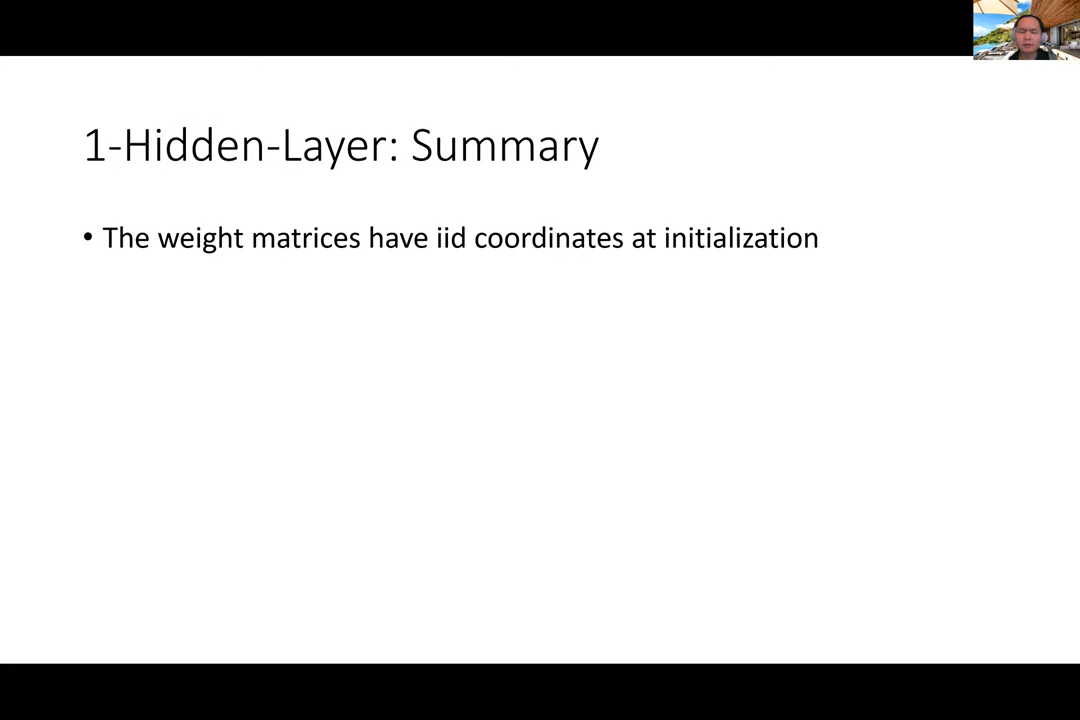 1-Hidden-Layer: Summary
• The weight matrices have iid coordinates at initialization